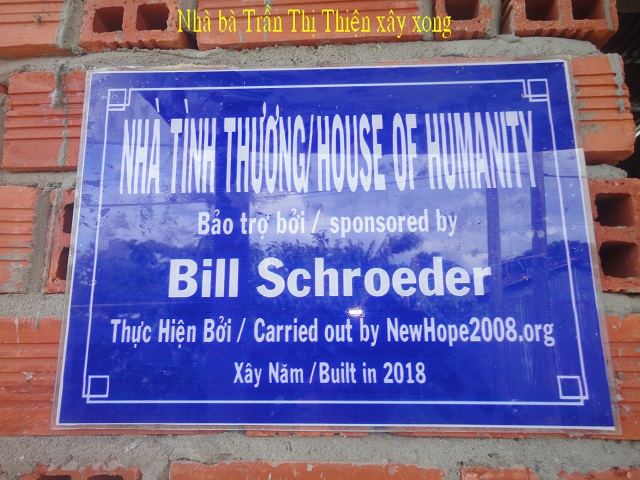 Nhà bà Trần Thị Thiện xây xong
NHÀ TÌNH THƯƠNG/HOUSE OF HUMANITY
Bảo trợ bởi / sponsored by
Bill Schroeder
Thực Hiện Bởi / Carried out by NewHope2008.org
Xây Năm /Built in 2018